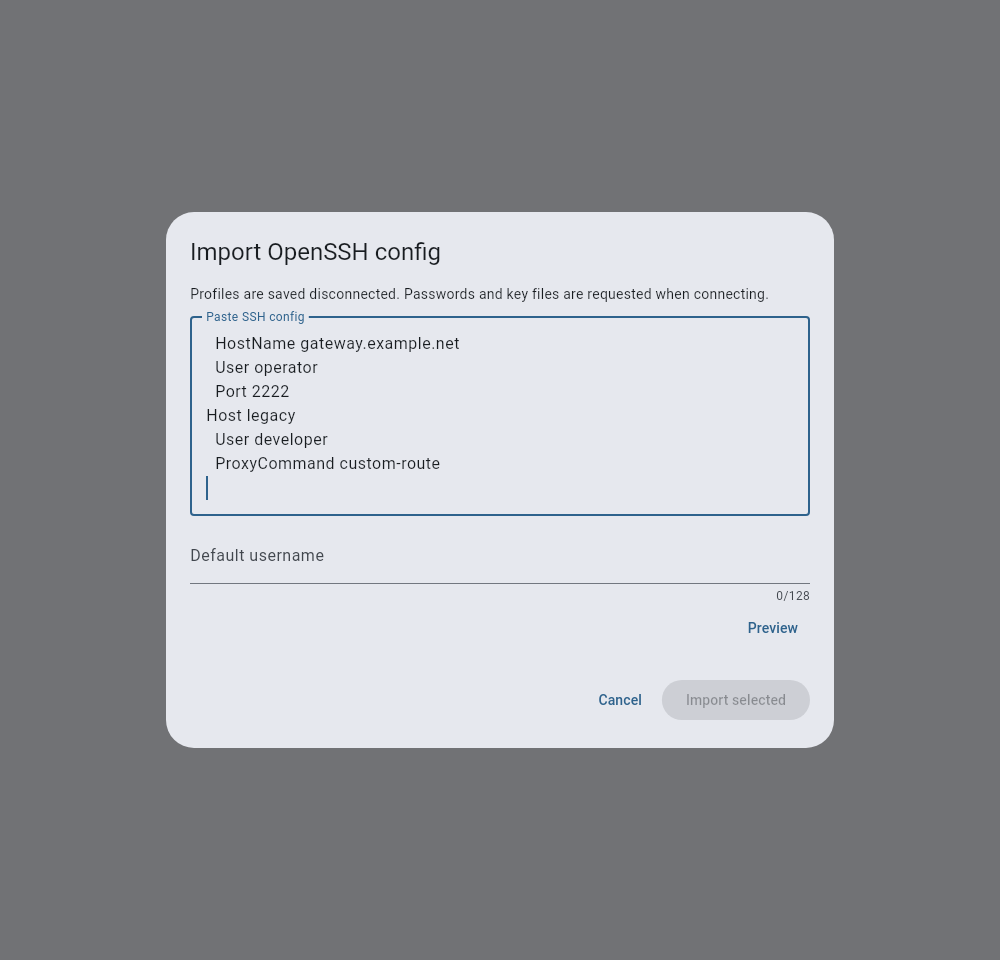 Import OpenSSH config
Profiles are saved disconnected. Passwords and key files are requested when connecting.
Paste SSH config
HostName gateway.example.net
User operator
Port 2222
Host legacy
User developer
ProxyCommand custom-route
Default username
0/128
Preview
Cancel
Import selected